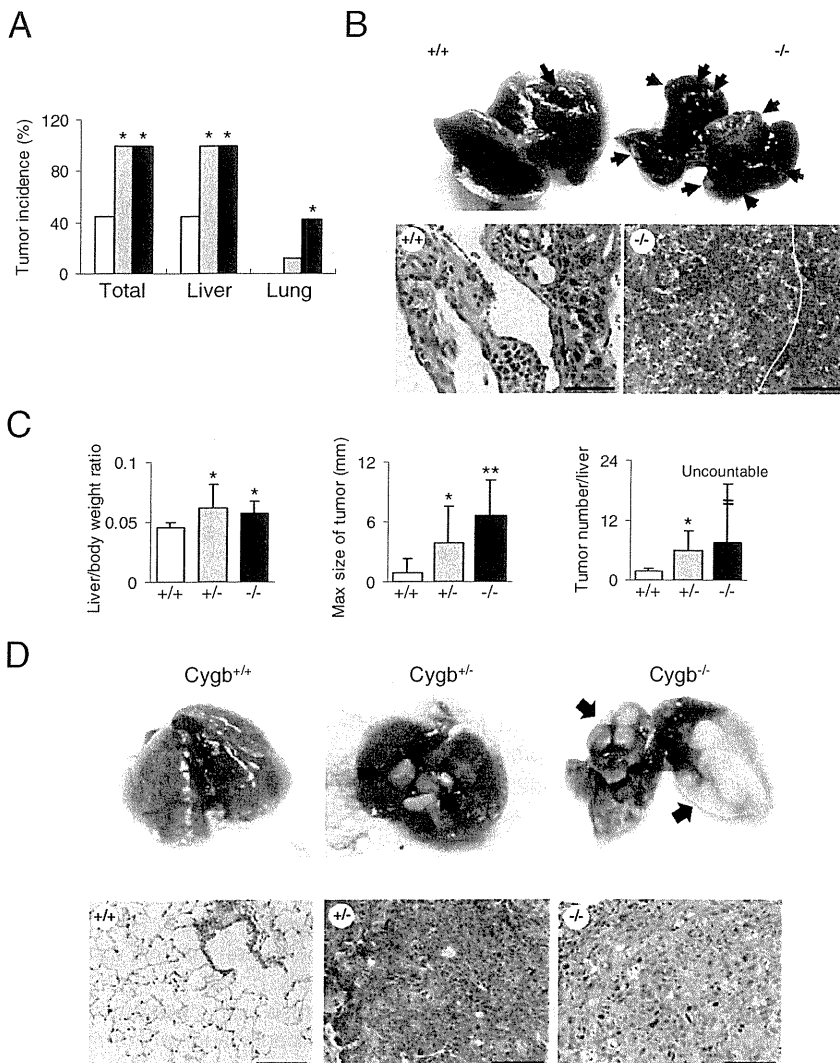 A
Tumor incidence (%)
120
80
40
0
* * * * *
Total Liver Lung
B
+/+ -/-
+/+ -/-
C
Liver/body weight ratio
0.1
0.05
0
* *
+/+ +/- -/-
Max size of tumor (mm)
12
6
0
* **
+/+ +/- -/-
Tumor number/liver
24
12
0
*
Uncountable
+/+ +/- -/-
D
Cygb+/+ Cygb+/- Cygb-/-
+/+ +/- -/-